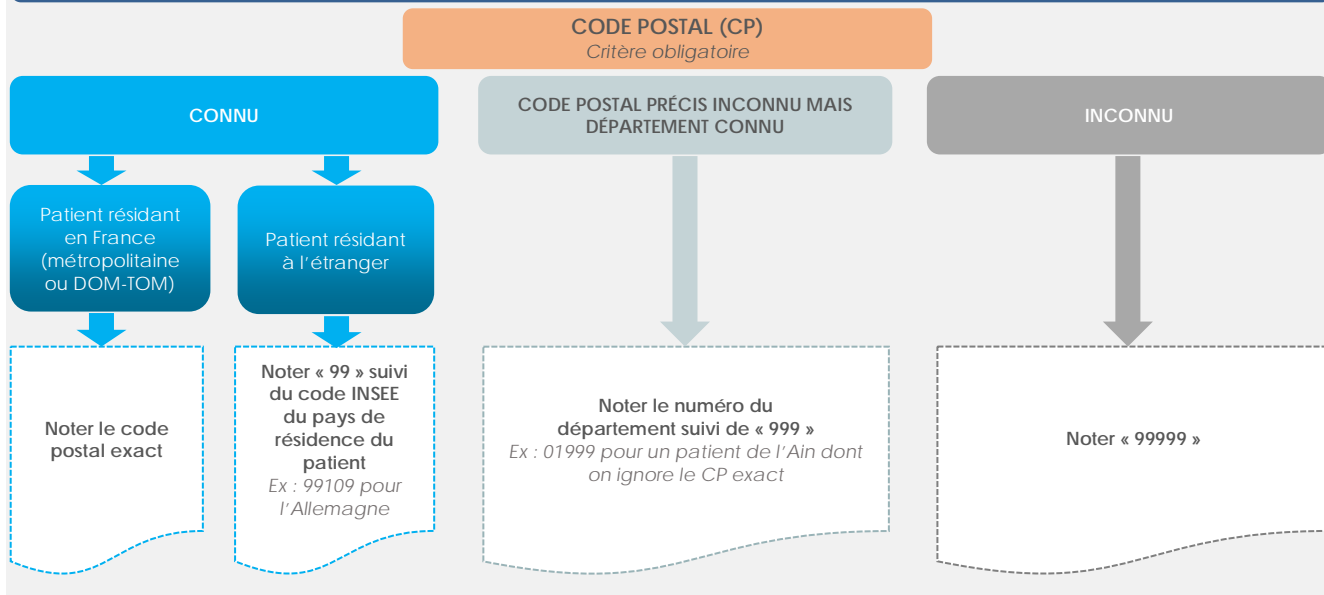 CODE POSTAL (CP)
Critère obligatoire
CONNU
CODE POSTAL PRÉCIS INCONNU MAIS
DÉPARTEMENT CONNU
INCONNU
Patient résidant
en France
(métropolitaine
ou DOM-TOM)
Patient résidant
à l'étranger
Noter le code
postal exact
Noter « 99 » suivi
du code INSEE
du pays de
résidence du
patient
Ex : 99109 pour
l'Allemagne
Noter le numéro du
département suivi de « 999 »
Ex : 01999 pour un patient de l'Ain dont
on ignore le CP exact
Noter « 99999 »